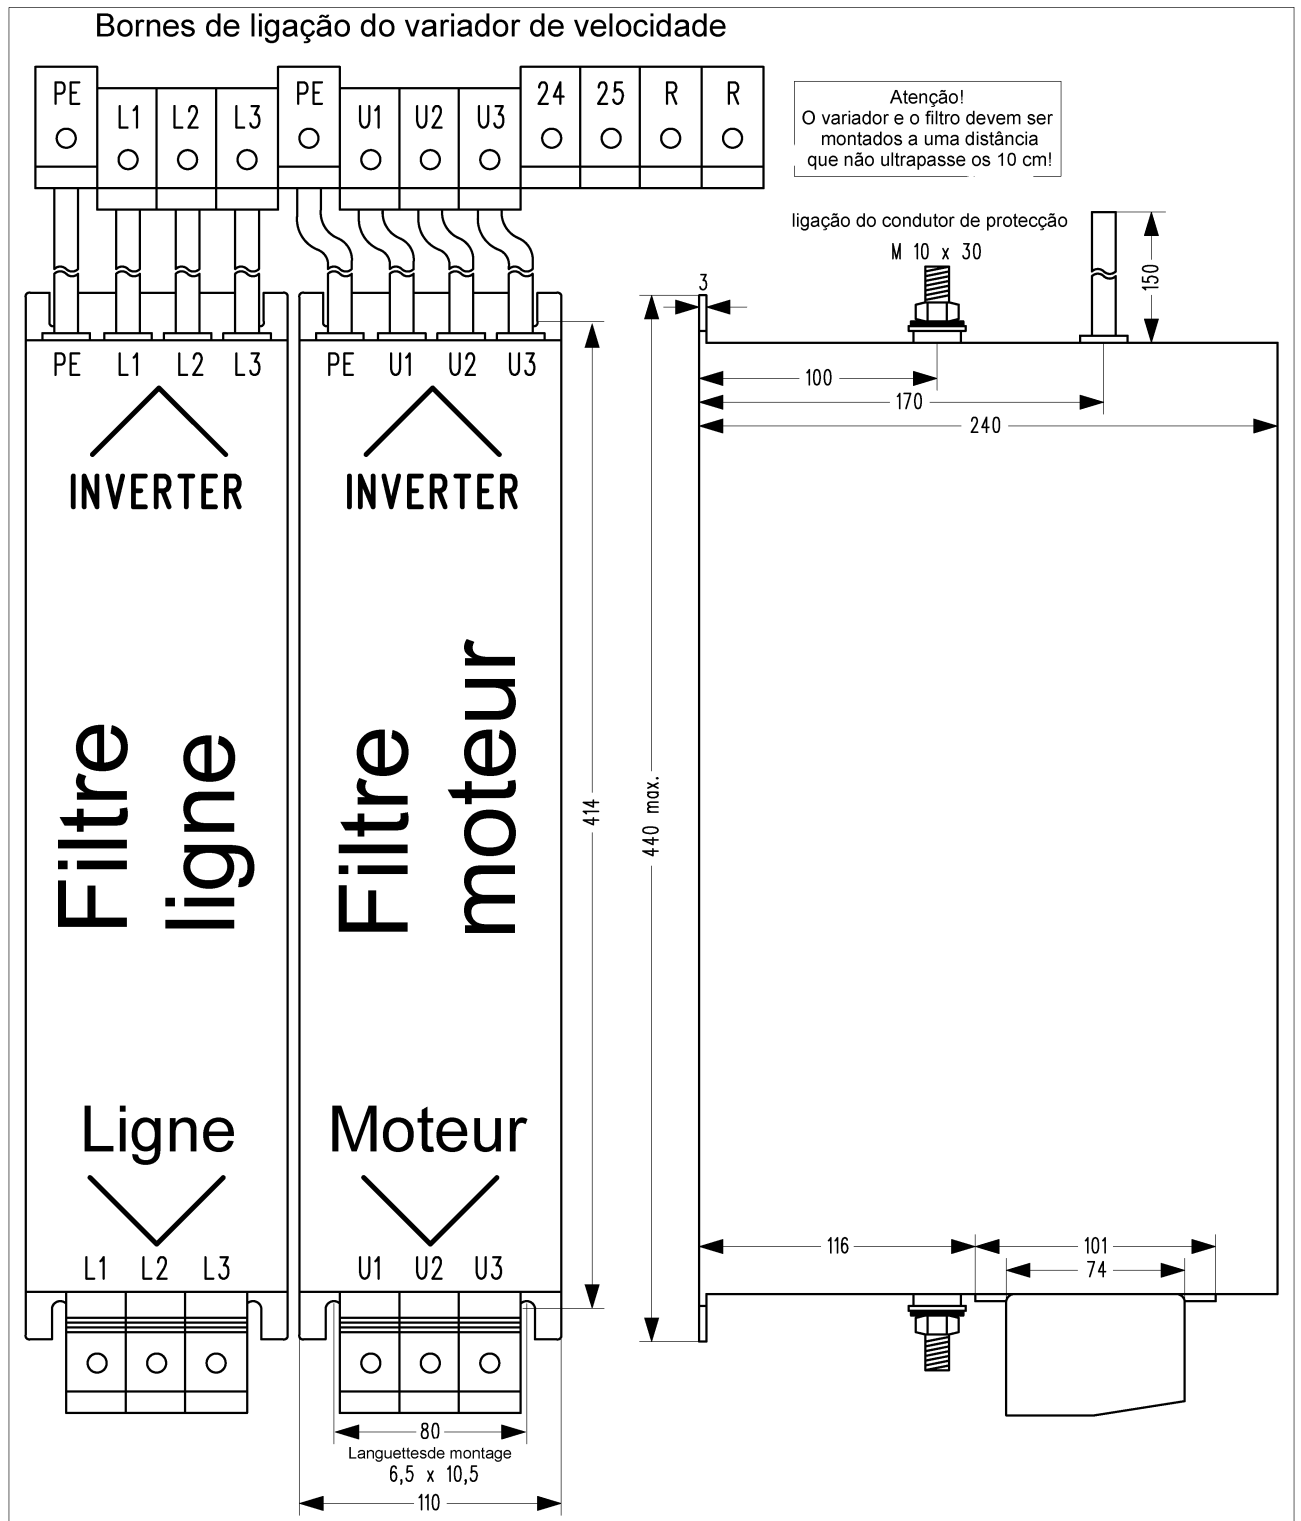 Bornes de ligação do variador de velocidade
PE L1 L2 L3 PE U1 U2 U3 24 25 R R
Atenção!
O variador e o filtro devem ser
montados a uma distância
que não ultrapasse os 10 cm!
ligação do condutor de protecção
M 10 x 30
150
3
PE L1 L2 L3
PE U1 U2 U3
100
170
240
INVERTER
INVERTER
Filtre
ligne
Filtre
moteur
414
440 max.
Ligne
Moteur
116
101
74
L1 L2 L3
U1 U2 U3
80
Languettesde montage
6,5 x 10,5
110